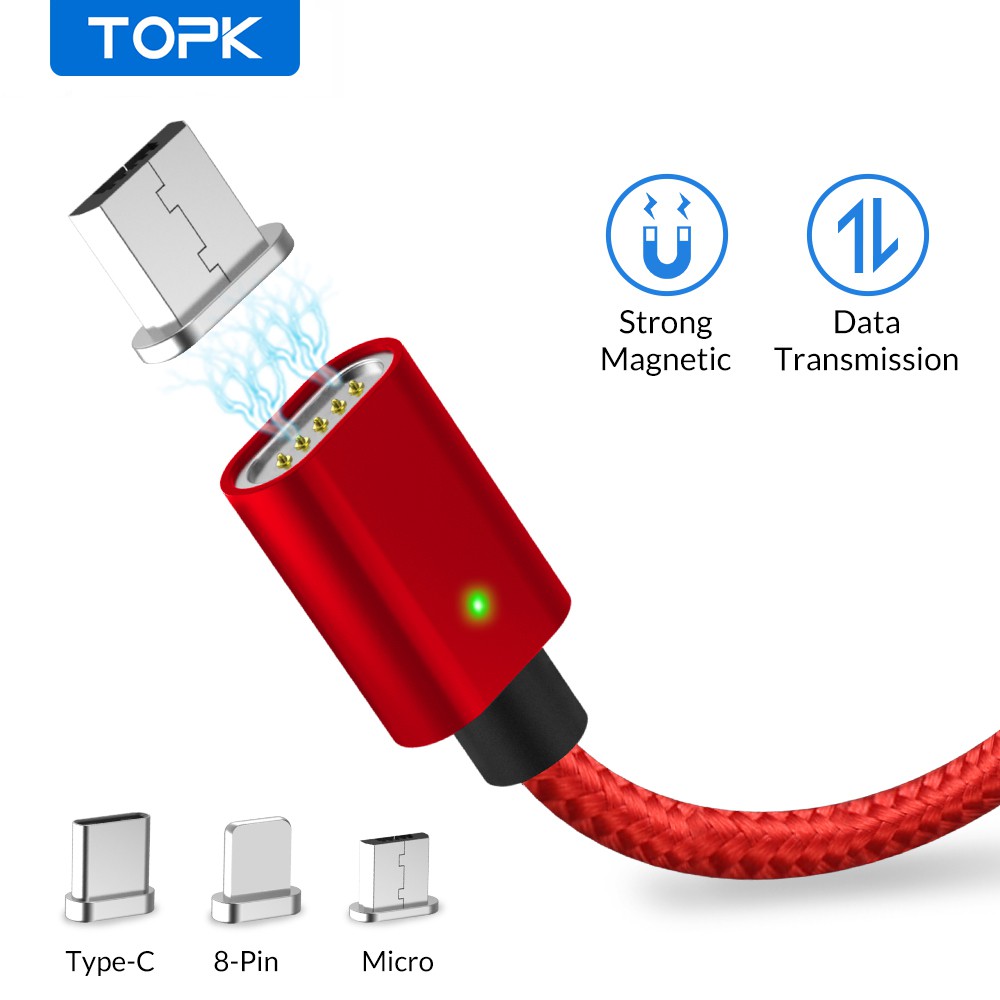 TOPK
Strong
Magnetic
Data
Transmission
Type-C
8-Pin
Micro